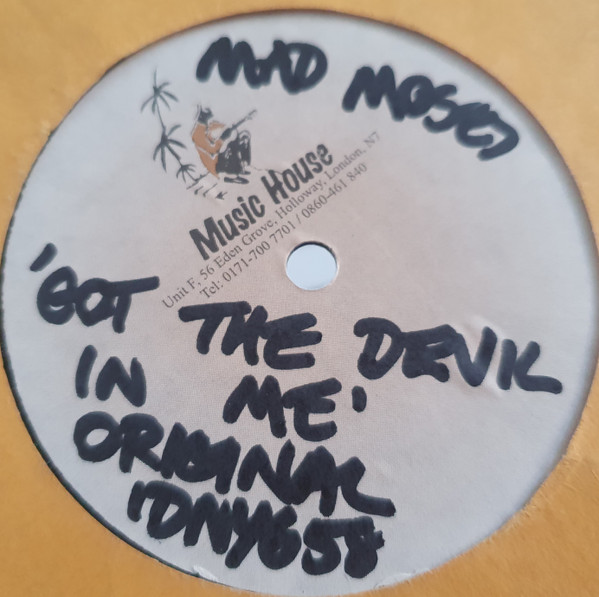 MAD MOSES
Music House
Unit F, 56 Eden Grove, Holloway, London, N7
Tel: 0171-700 7701 / 0860-461 840
'GOT THE DEVIL
IN ME'
ORIGINAL
IDNYG58